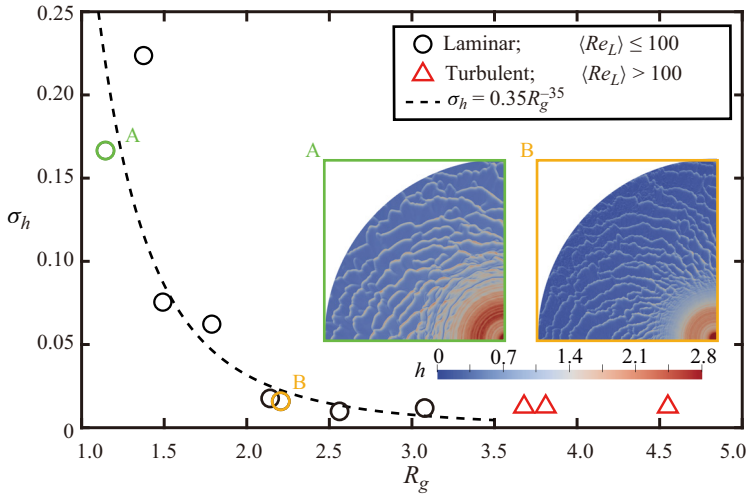 0.25
0.20
0.15
0.10
0.05
0
σ_h
Laminar; ⟨Re_L⟩ ≤ 100
Turbulent; ⟨Re_L⟩ > 100
σ_h = 0.35R_g^−35
A
B
A
B
h
0 0.7 1.4 2.1 2.8
1.0 1.5 2.0 2.5 3.0 3.5 4.0 4.5 5.0
R_g